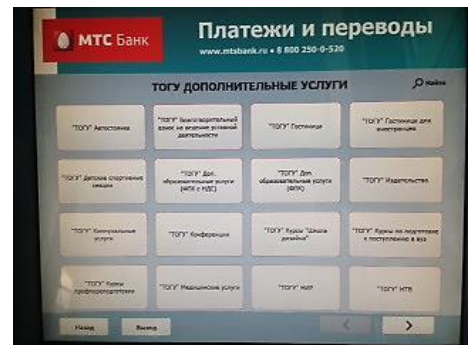 МТС Банк
Платежи и переводы
www.mtsbank.ru • 8 800 250-0-520
ТОГУ ДОПОЛНИТЕЛЬНЫЕ УСЛУГИ
Найти
"ТОГУ" Автостоянка
"ТОГУ" Благотворительный
взнос на ведение уставной
деятельности
"ТОГУ" Гостиница
"ТОГУ" Гостиница для
иностранцев
"ТОГУ" Детские спортивные
секции
"ТОГУ" Доп.
образовательные услуги
(ФПК с НДС)
"ТОГУ" Доп.
образовательные услуги
(ФПК)
"ТОГУ" Издательство
"ТОГУ" Коммунальные
услуги
"ТОГУ" Конференция
"ТОГУ" Курсы "Школа
дизайна"
"ТОГУ" Курсы по подготовке
к поступлению в вуз
"ТОГУ" Курсы
профпереподготовки
"ТОГУ" Медицинские услуги
"ТОГУ" НИР
"ТОГУ" НТБ
Назад
Выход